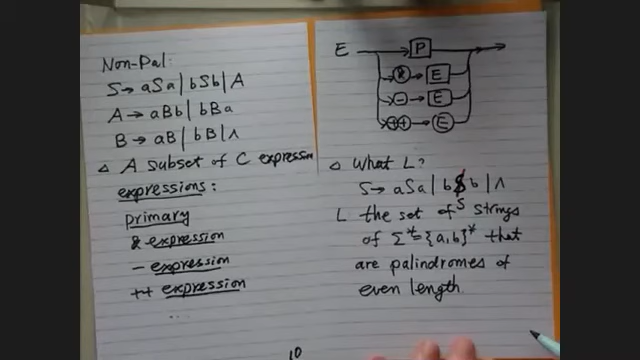 Non-Pal:
S→ aSa | bSb | A
A→ aBb | bBa
B→ aB | bB | Λ
△ A subset of C expression
expressions:
primary
& expression
- expression
++ expression
...
10
E P
& E
- E
++ E
△ What L?
S→ aSa | bSb | Λ
L the set of strings
of Σ*={a,b}* that
are palindromes of
even length